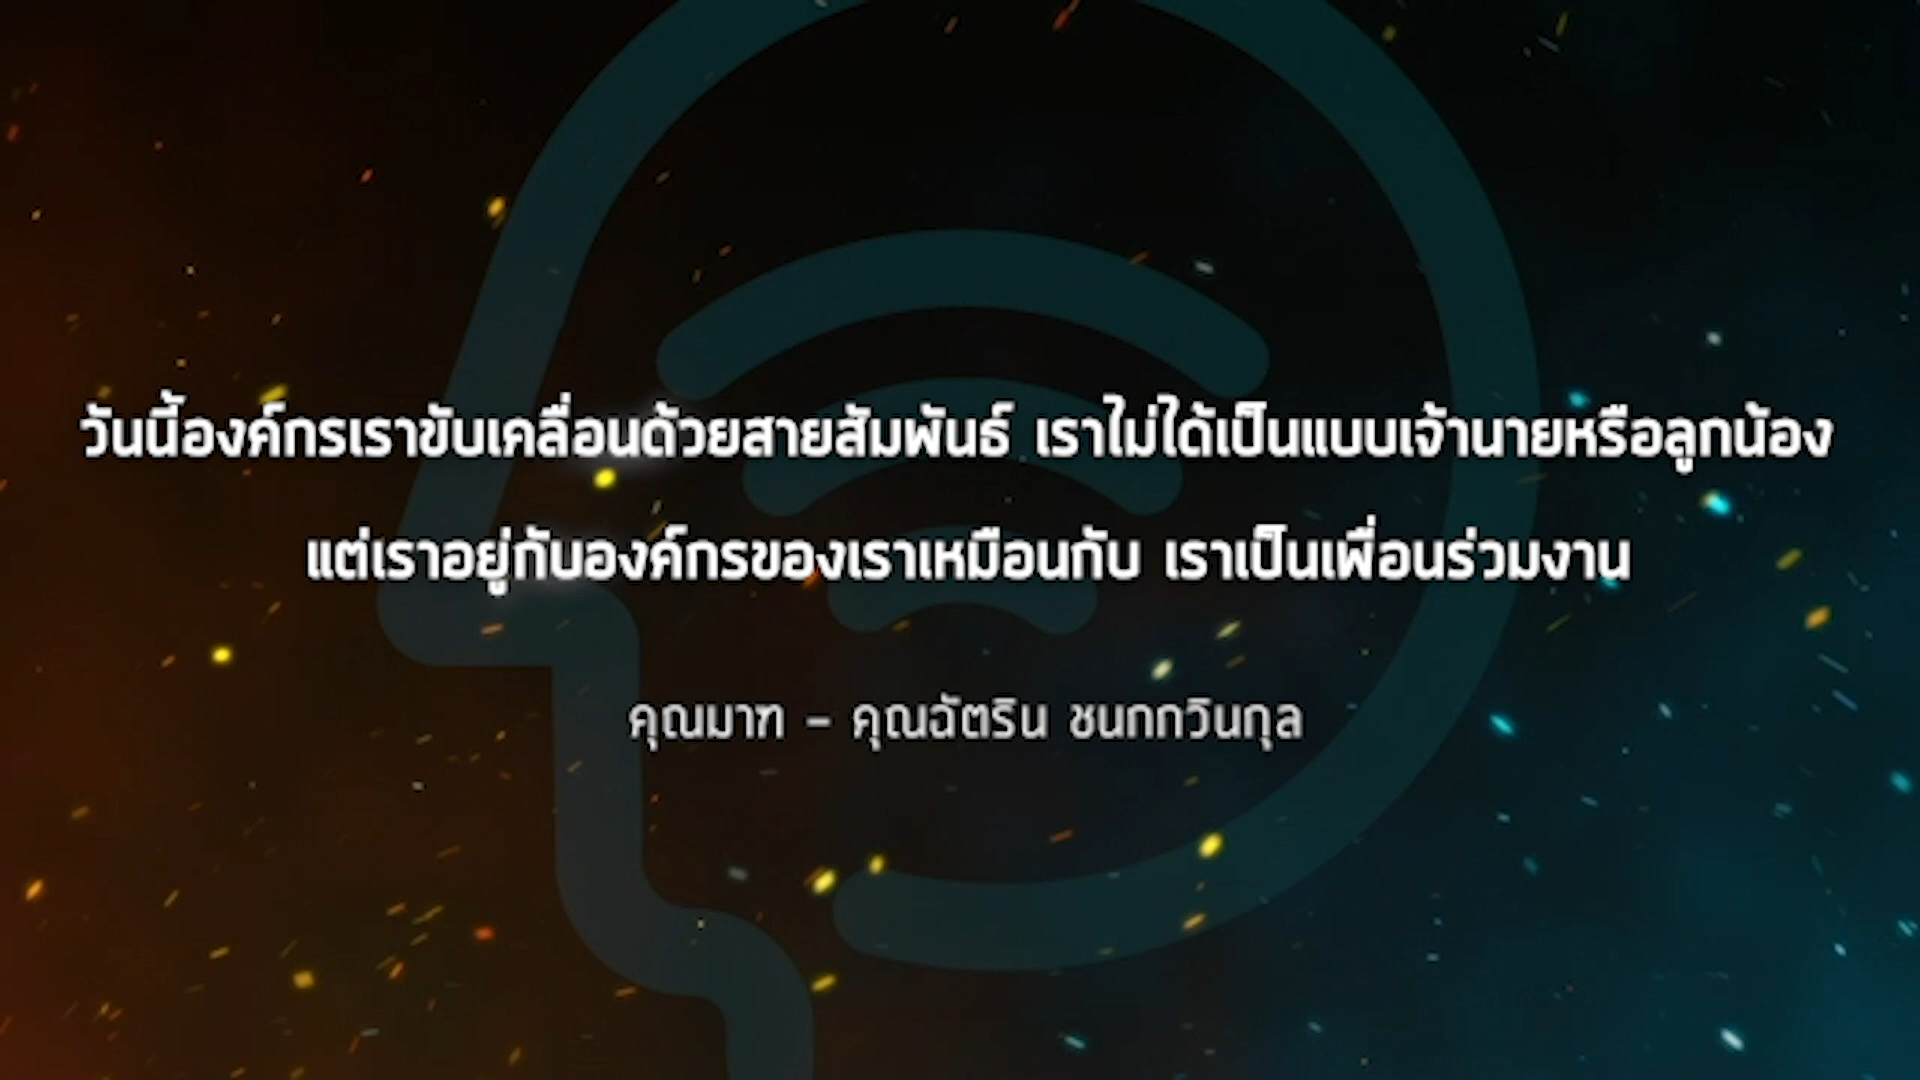 วันนี้องค์กรเราขับเคลื่อนด้วยสายสัมพันธ์ เราไม่ได้เป็นแบบเจ้านายหรือลูกน้อง
แต่เราอยู่กับองค์กรของเราเหมือนกับ เราเป็นเพื่อนร่วมงาน
คุณมาฑ – คุณฉัตริน ชนกกวินกุล